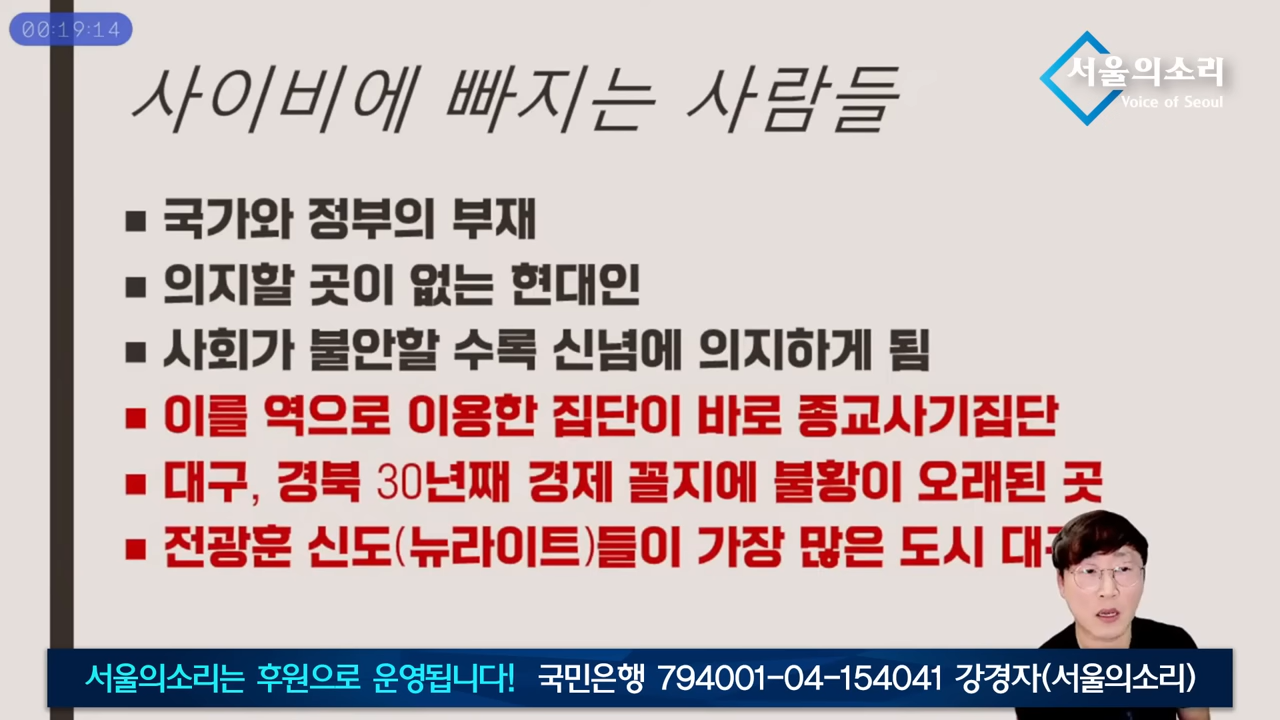 00:19:14
서울의소리
Voice of Seoul
사이비에 빠지는 사람들
■ 국가와 정부의 부재
■ 의지할 곳이 없는 현대인
■ 사회가 불안할 수록 신념에 의지하게 됨
■ 이를 역으로 이용한 집단이 바로 종교사기집단
■ 대구, 경북 30년째 경제 꼴지에 불황이 오래된 곳
■ 전광훈 신도(뉴라이트)들이 가장 많은 도시
서울의소리는 후원으로 운영됩니다! 국민은행 794001-04-154041 강경자(서울의소리)